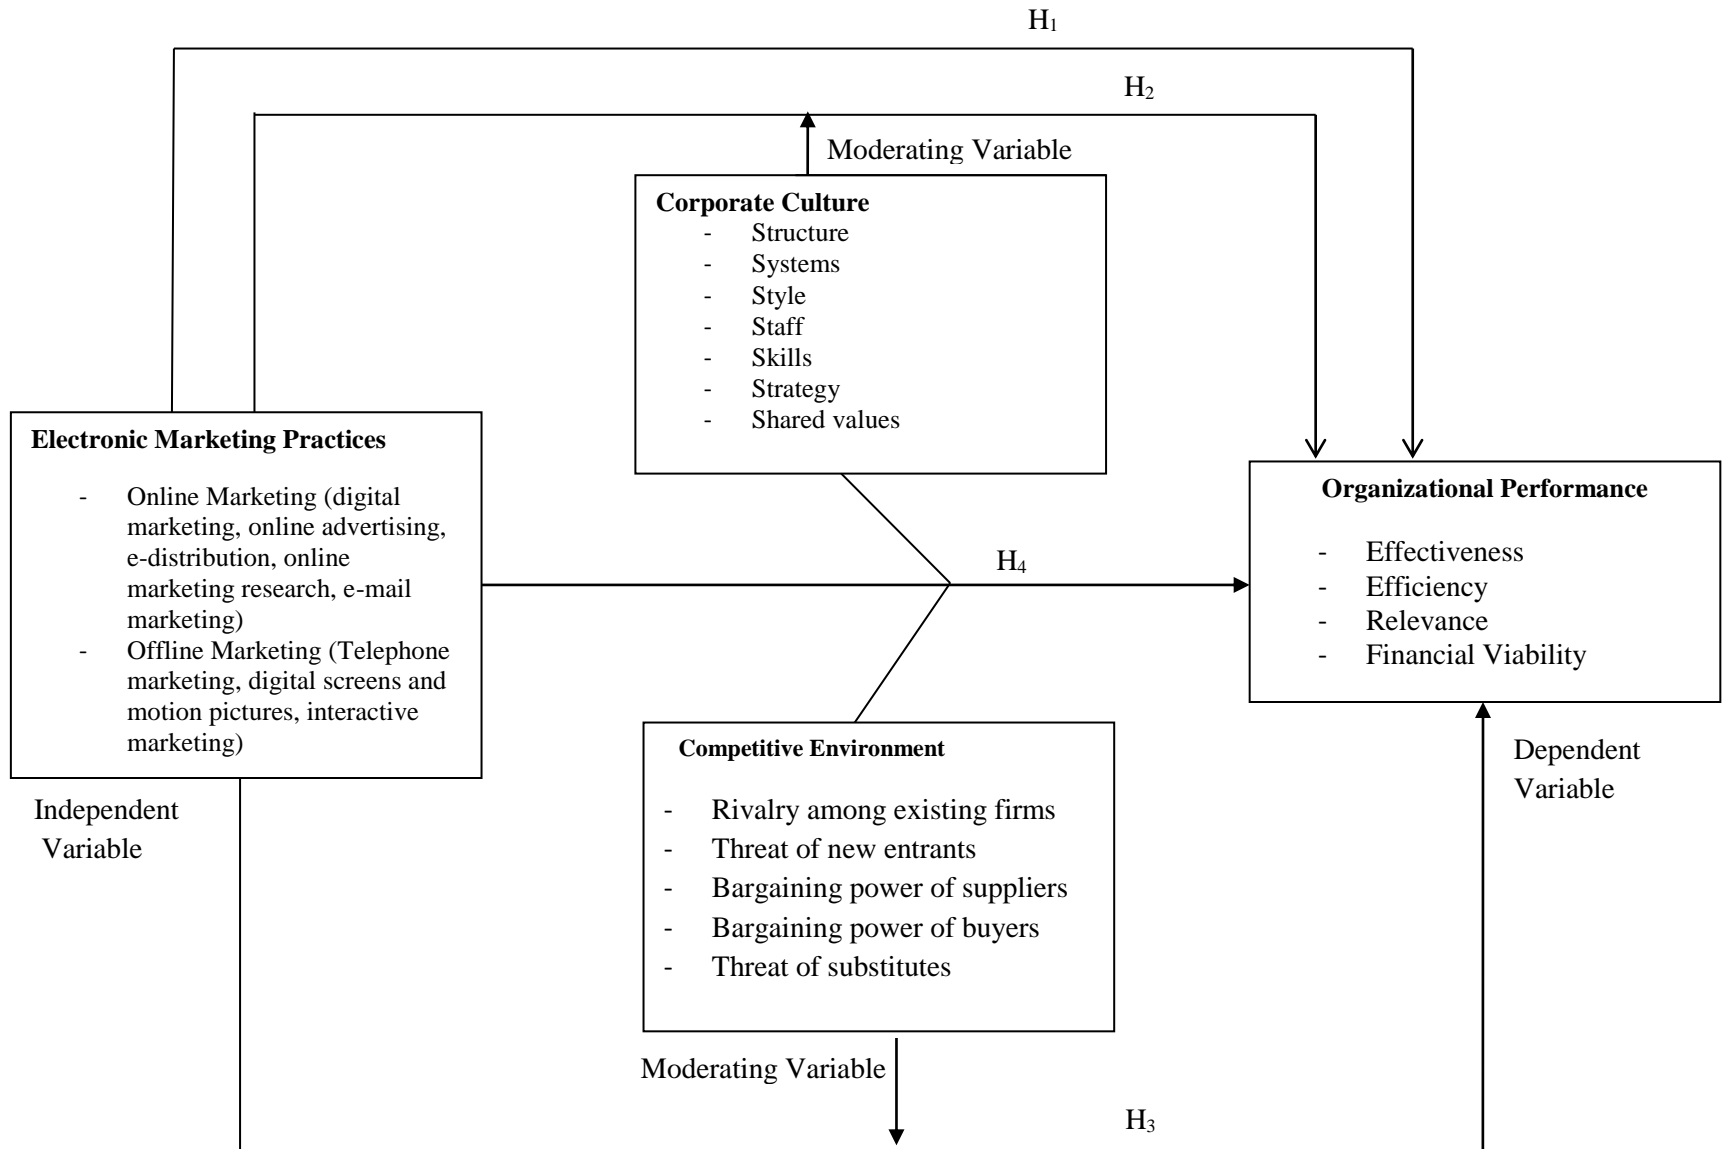 H₁
H₂
Moderating Variable
Corporate Culture
- Structure
- Systems
- Style
- Staff
- Skills
- Strategy
- Shared values
Electronic Marketing Practices
- Online Marketing (digital
marketing, online advertising,
e-distribution, online
marketing research, e-mail
marketing)
- Offline Marketing (Telephone
marketing, digital screens and
motion pictures, interactive
marketing)
Independent
Variable
H₄
Organizational Performance
- Effectiveness
- Efficiency
- Relevance
- Financial Viability
Dependent
Variable
Competitive Environment
- Rivalry among existing firms
- Threat of new entrants
- Bargaining power of suppliers
- Bargaining power of buyers
- Threat of substitutes
Moderating Variable
H₃